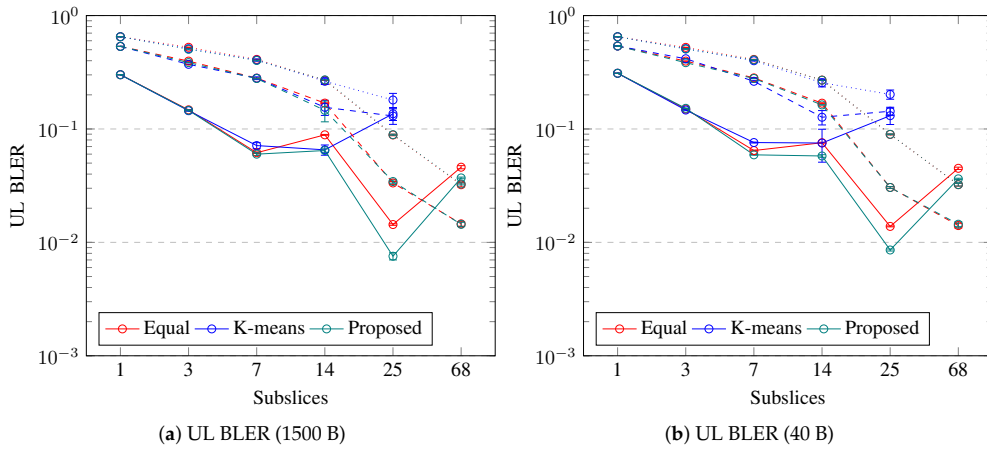 10^0
10^−1
10^−2
10^−3
UL BLER
Equal K-means Proposed
1 3 7 14 25 68
Subslices
(a) UL BLER (1500 B)
10^0
10^−1
10^−2
10^−3
UL BLER
Equal K-means Proposed
1 3 7 14 25 68
Subslices
(b) UL BLER (40 B)